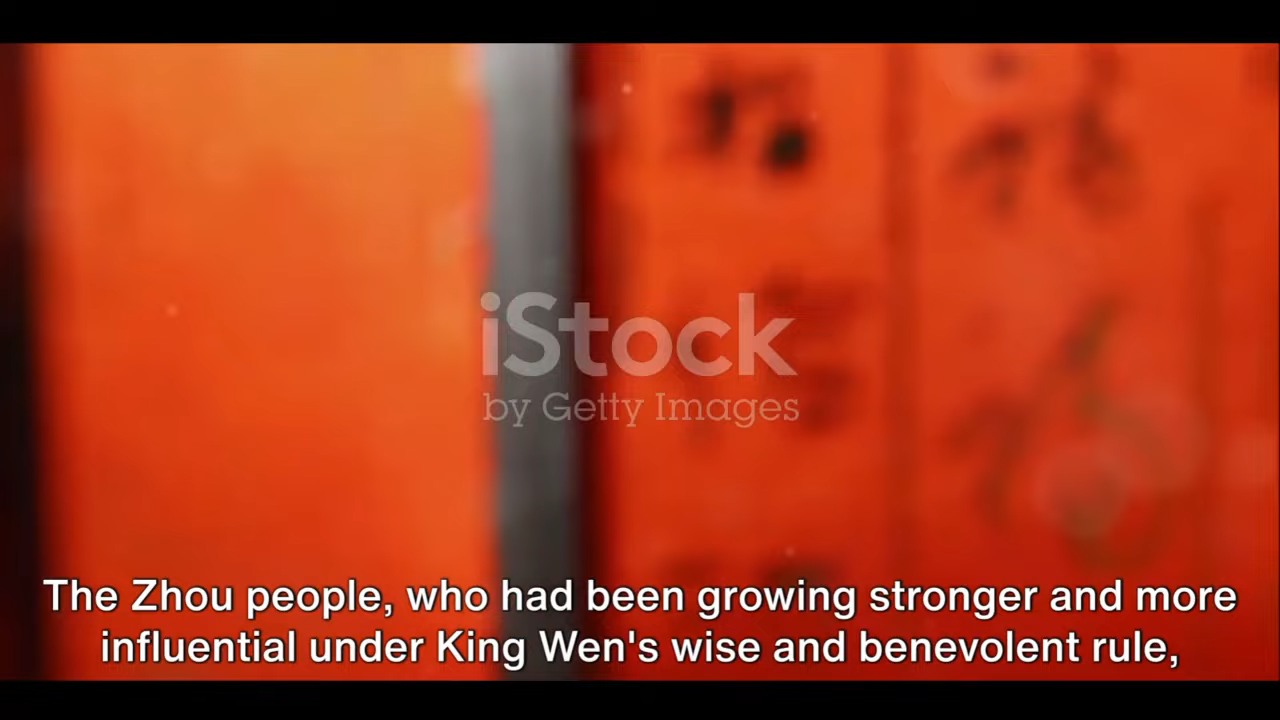 iStock
by Getty Images
The Zhou people, who had been growing stronger and more
influential under King Wen's wise and benevolent rule,